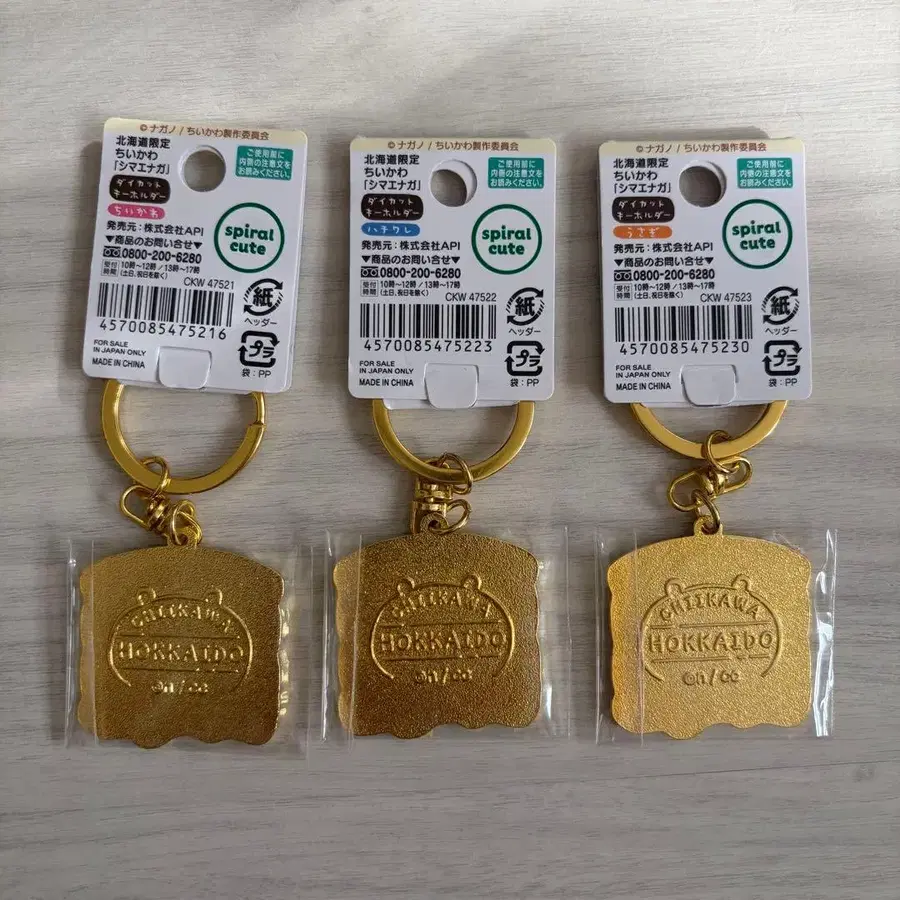 © ナガノ / ちいかわ製作委員会
北海道限定
ちいかわ
「シマエナガ」
ご使用前に
内側の注意文を
お読みください。
ダイカット
キーホルダー
ちいかわ
spiral
cute
発売元：株式会社API
▼商品のお問い合せ▼
0800-200-6280
受付 10時〜12時 / 13時〜17時
時間 (土日、祝日を除く)
CKW 47521
4570085475216
紙
ヘッダー
FOR SALE
IN JAPAN ONLY
MADE IN CHINA
プラ
袋：PP
CHIIKAWA
HOKKAIDO
©n/cc
© ナガノ / ちいかわ製作委員会
北海道限定
ちいかわ
「シマエナガ」
ご使用前に
内側の注意文を
お読みください。
ダイカット
キーホルダー
ハチワレ
spiral
cute
発売元：株式会社API
▼商品のお問い合せ▼
0800-200-6280
受付 10時〜12時 / 13時〜17時
時間 (土日、祝日を除く)
CKW 47522
4570085475223
紙
ヘッダー
FOR SALE
IN JAPAN ONLY
MADE IN CHINA
プラ
袋：PP
CHIIKAWA
HOKKAIDO
©n/cc
© ナガノ / ちいかわ製作委員会
北海道限定
ちいかわ
「シマエナガ」
ご使用前に
内側の注意文を
お読みください。
ダイカット
キーホルダー
うさぎ
spiral
cute
発売元：株式会社API
▼商品のお問い合せ▼
0800-200-6280
受付 10時〜12時 / 13時〜17時
時間 (土日、祝日を除く)
CKW 47523
4570085475230
紙
ヘッダー
FOR SALE
IN JAPAN ONLY
MADE IN CHINA
プラ
袋：PP
CHIIKAWA
HOKKAIDO
©n/cc